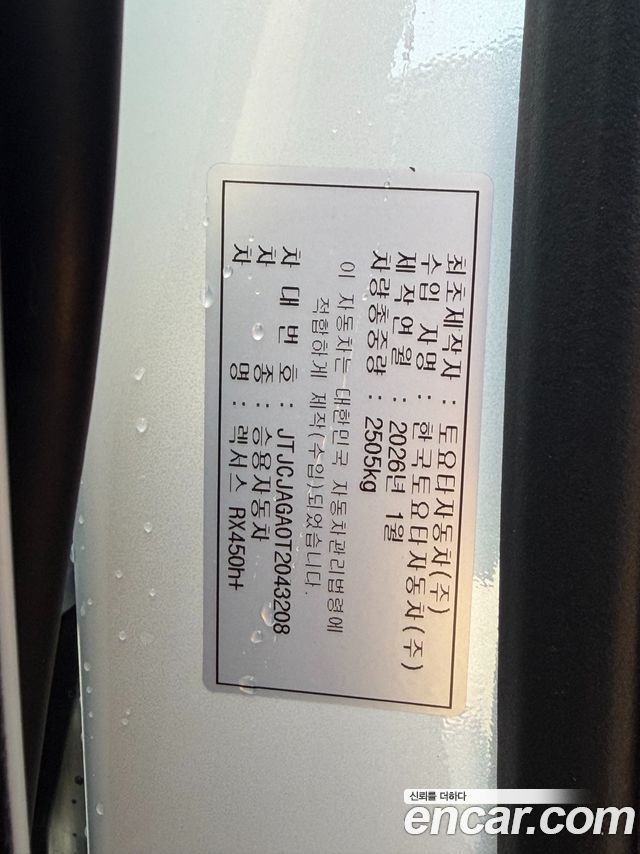 최초제작자 : 토요타자동차(주)
수입 자명 : 한국토요타자동차(주)
제작연월 : 2026년 1월
차량총중량 : 2505kg
이 자동차는 대한민국 자동차관리법령에
적합하게 제작(수입)되었습니다.
차 대 번 호 : JTJCJAGA0T2043208
차 종 : 승용자동차
차 명 : 렉서스 RX450h+
신뢰를 더하다
encar.com